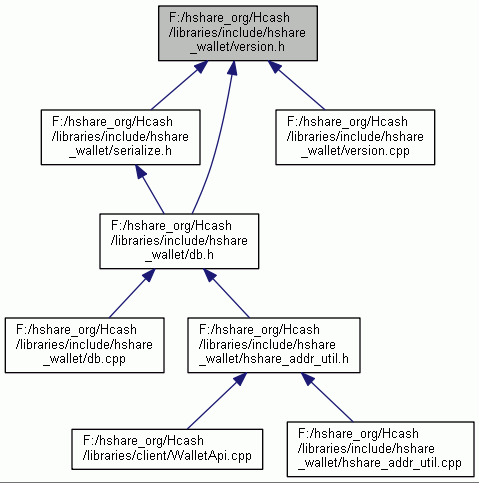 F:/hshare_org/Hcash
/libraries/include/hshare
_wallet/version.h
F:/hshare_org/Hcash
/libraries/include/hshare
_wallet/serialize.h
F:/hshare_org/Hcash
/libraries/include/hshare
_wallet/version.cpp
F:/hshare_org/Hcash
/libraries/include/hshare
_wallet/db.h
F:/hshare_org/Hcash
/libraries/include/hshare
_wallet/db.cpp
F:/hshare_org/Hcash
/libraries/include/hshare
_wallet/hshare_addr_util.h
F:/hshare_org/Hcash
/libraries/client/WalletApi.cpp
F:/hshare_org/Hcash
/libraries/include/hshare
_wallet/hshare_addr_util.cpp